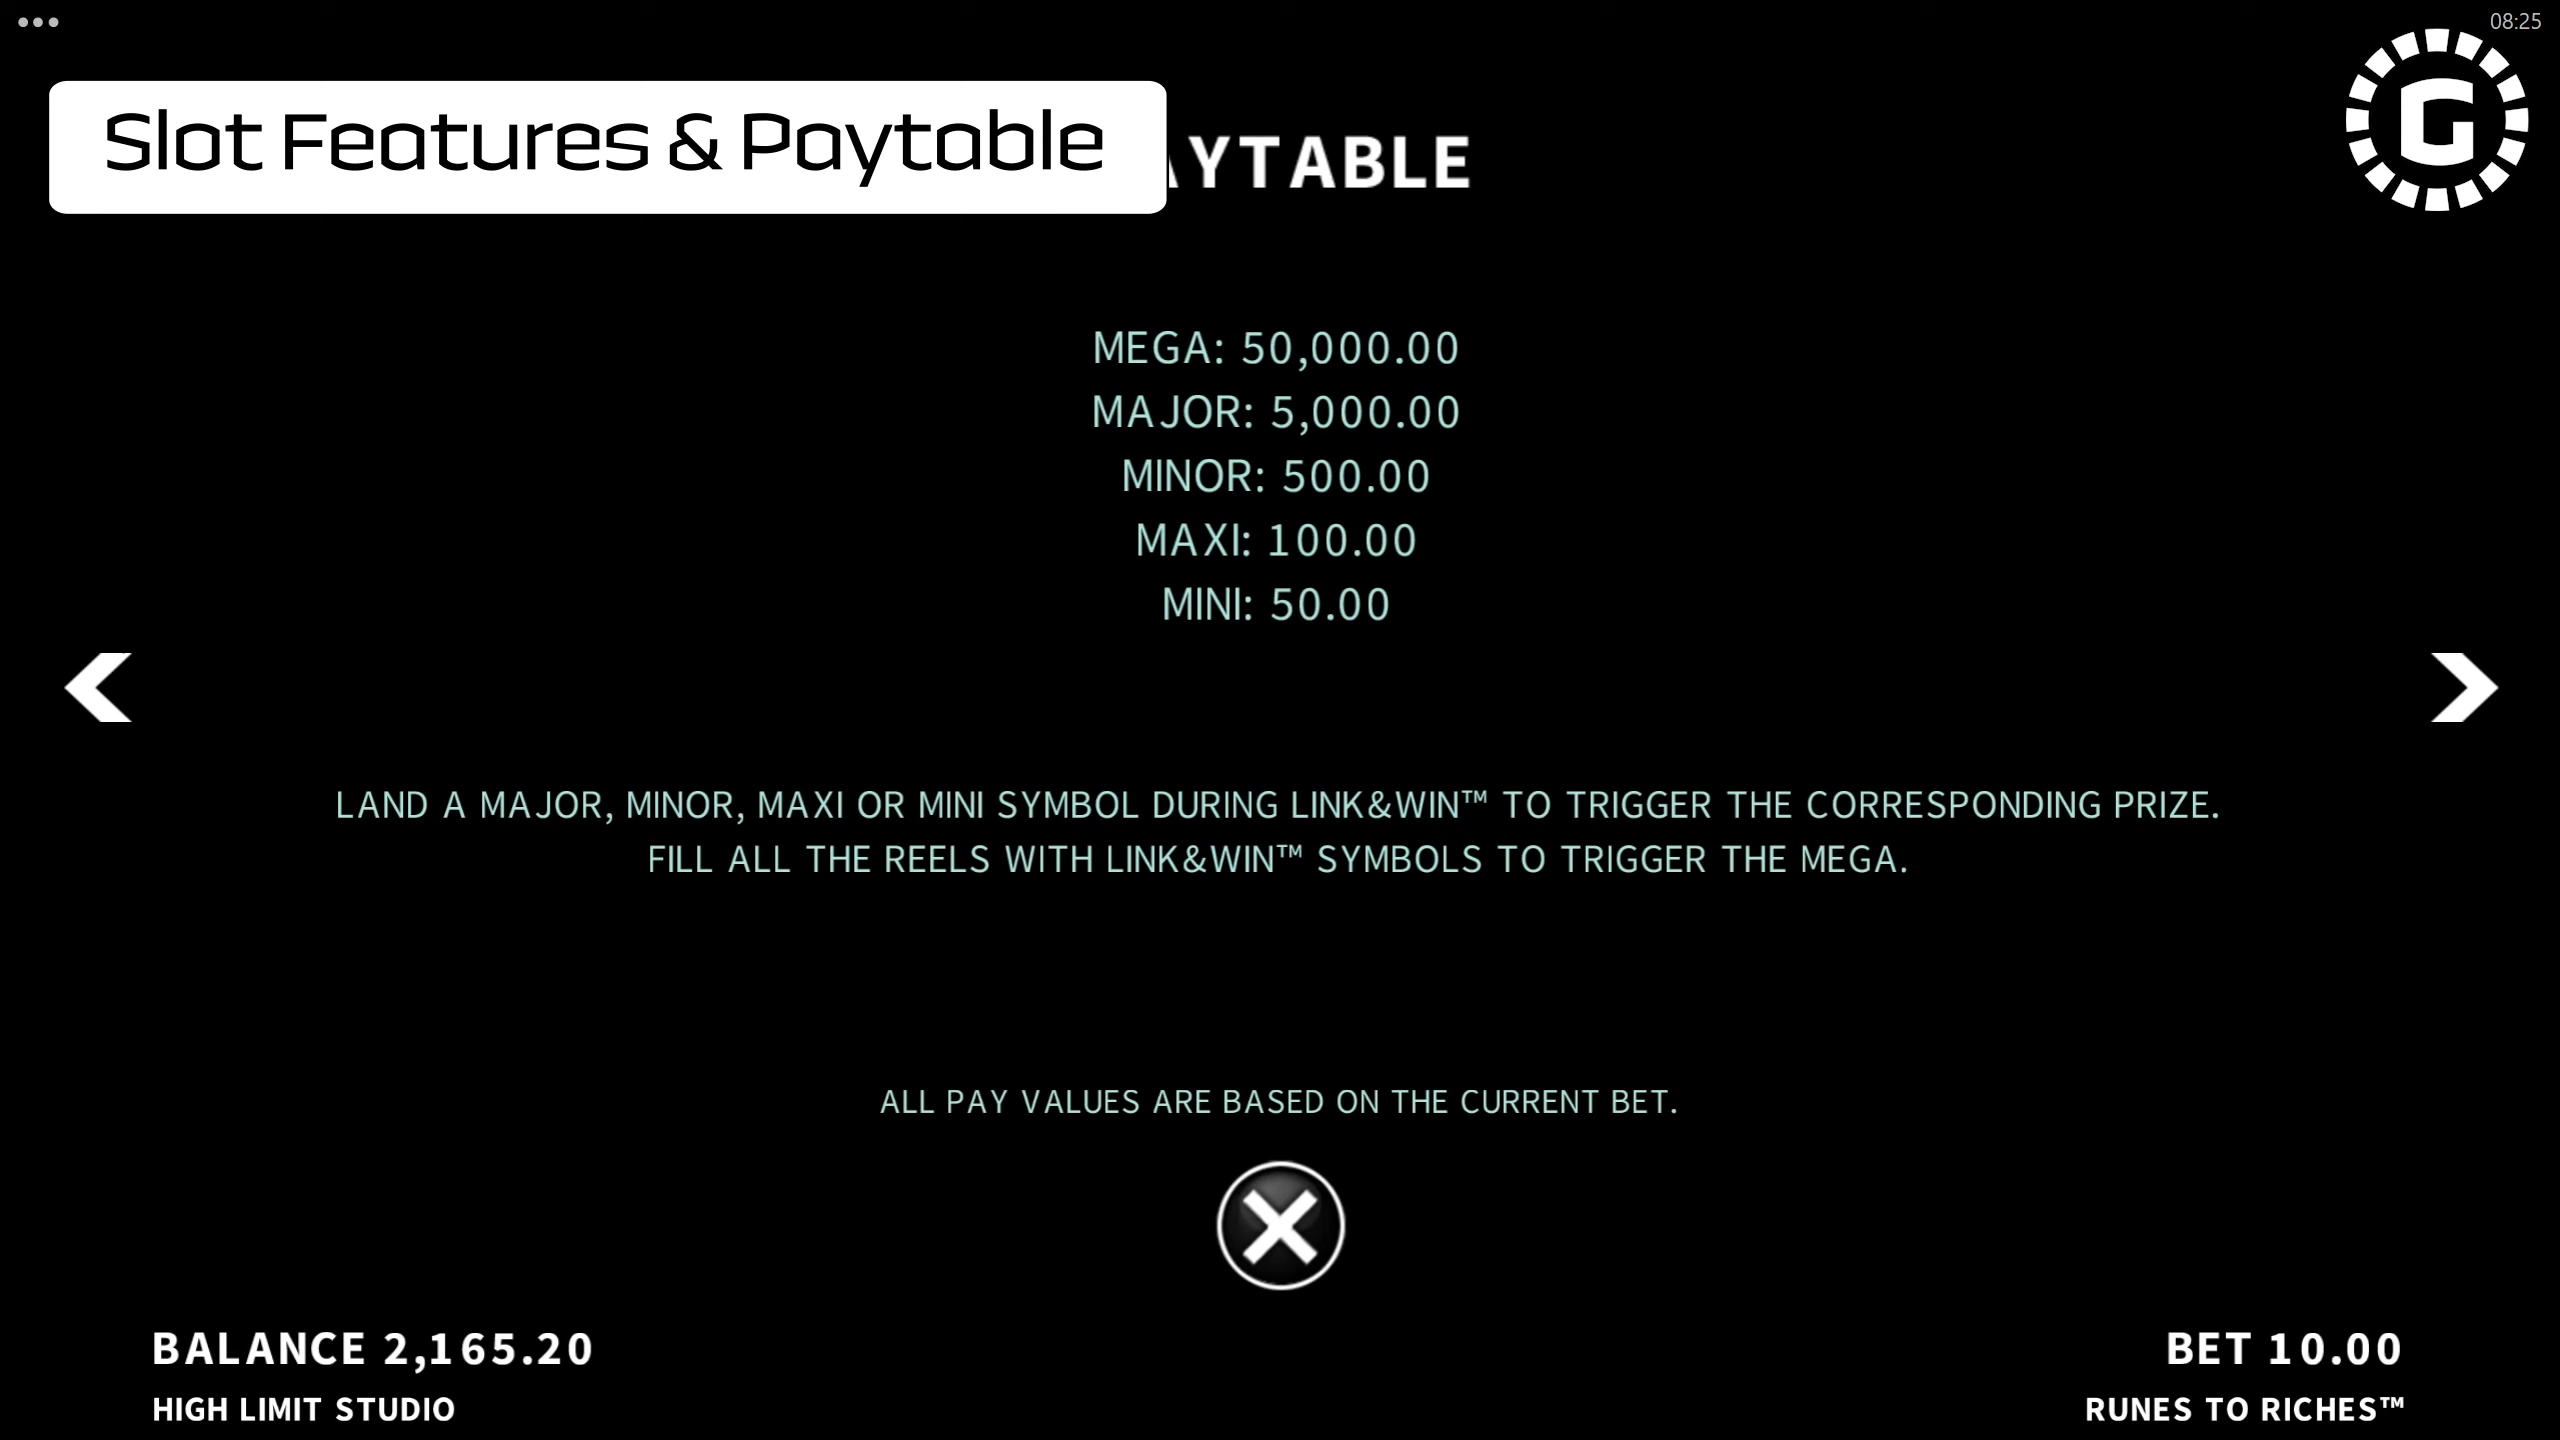 08:25
Slot Features & Paytable
AYTABLE
G
MEGA: 50,000.00
MAJOR: 5,000.00
MINOR: 500.00
MAXI: 100.00
MINI: 50.00
LAND A MAJOR, MINOR, MAXI OR MINI SYMBOL DURING LINK&WIN™ TO TRIGGER THE CORRESPONDING PRIZE.
FILL ALL THE REELS WITH LINK&WIN™ SYMBOLS TO TRIGGER THE MEGA.
ALL PAY VALUES ARE BASED ON THE CURRENT BET.
BALANCE 2,165.20
BET 10.00
HIGH LIMIT STUDIO
RUNES TO RICHES™